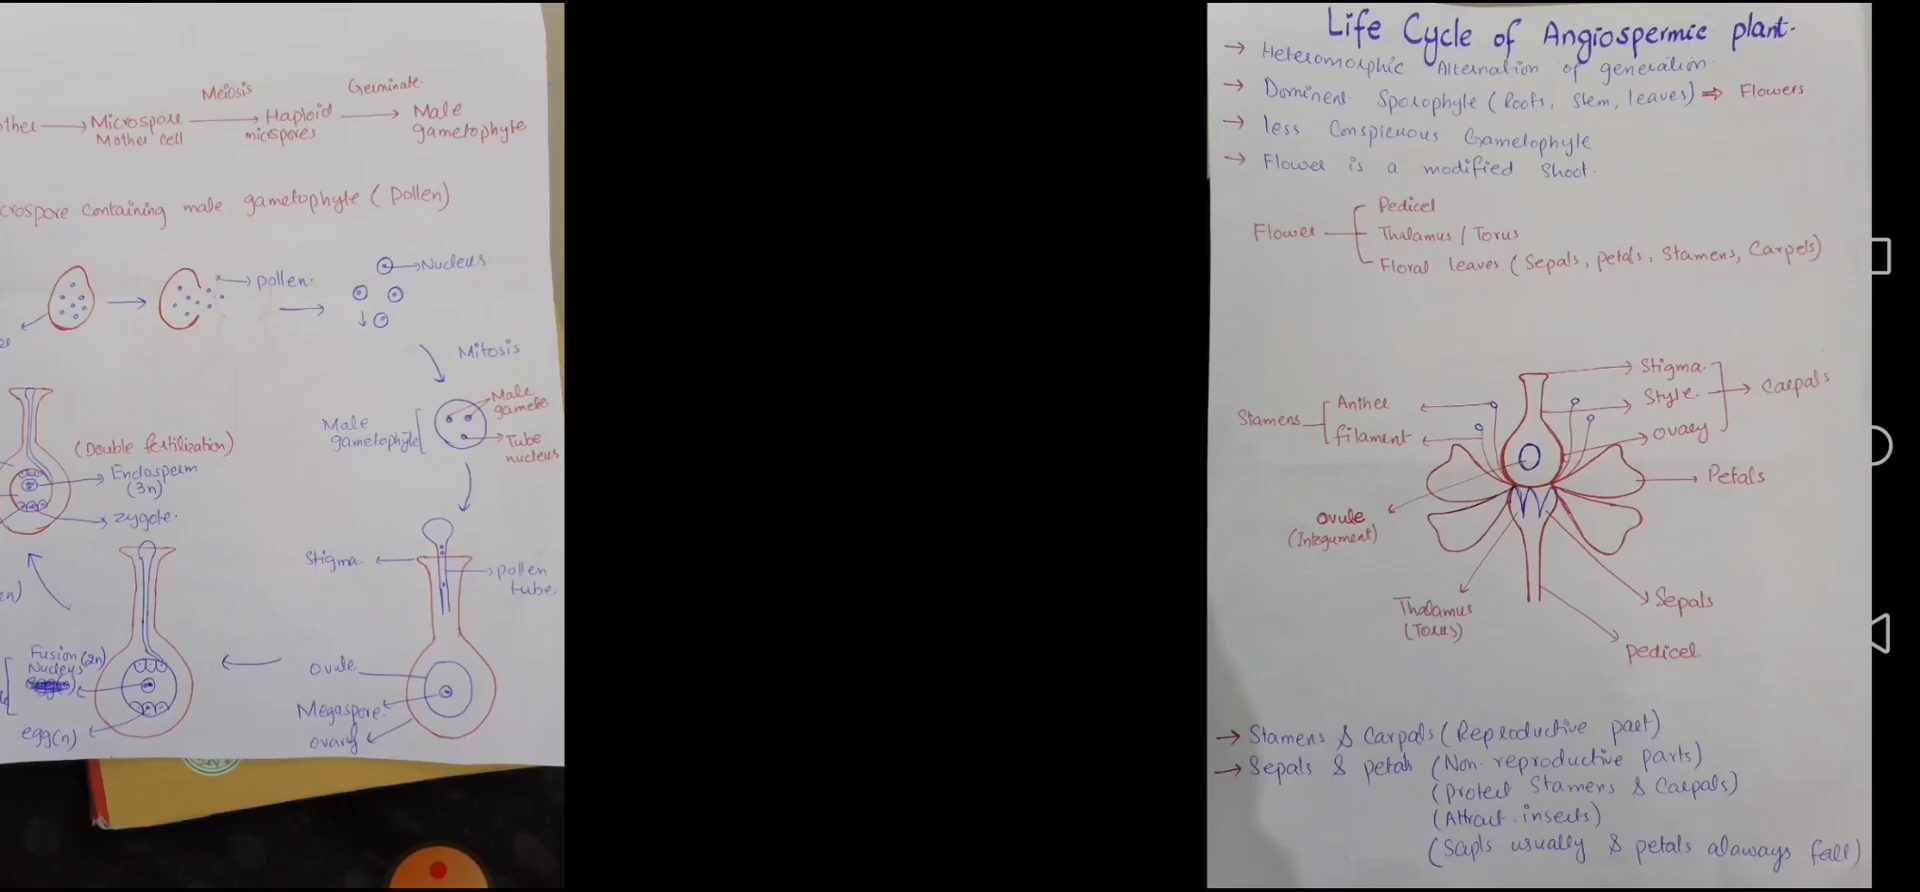 Meiosis
Germinate
Microspore Mother cell
Haploid microspores
Male gametophyte
containing male gametophyte (Pollen)
pollen.
Nucleus.
Mitosis
Male gametophyte
Male gamete
Tube nucleus
(Double fertilization)
Endosperm (3n)
zygote.
Stigma.
pollen tube
Fusion (2n)
Nucleus
egg(n)
ovule
Megaspore.
ovary
Life Cycle of Angiospermic plant.
→ Heteromorphic Alternation of generation.
→ Dominent Sporophyte (Roots, Stem, leaves) ⇒ Flowers
→ less Conspicuous Gametophyte
→ Flower is a modified Shoot.
Flower
Pedicel
Thalamus / Torus
Floral leaves (Sepals, petals, Stamens, Carpels)
Stigma.
Style.
ovary
Carpals
Stamens
Anther
filament
Petals
ovule
(Integument)
Thalamus
(Torus)
Sepals
pedicel.
→ Stamens & Carpals (Reproductive part)
→ Sepals & petals (Non-reproductive parts)
(Protect Stamens & Carpals)
(Attract insects)
(Sapls usually & petals alaways fall)